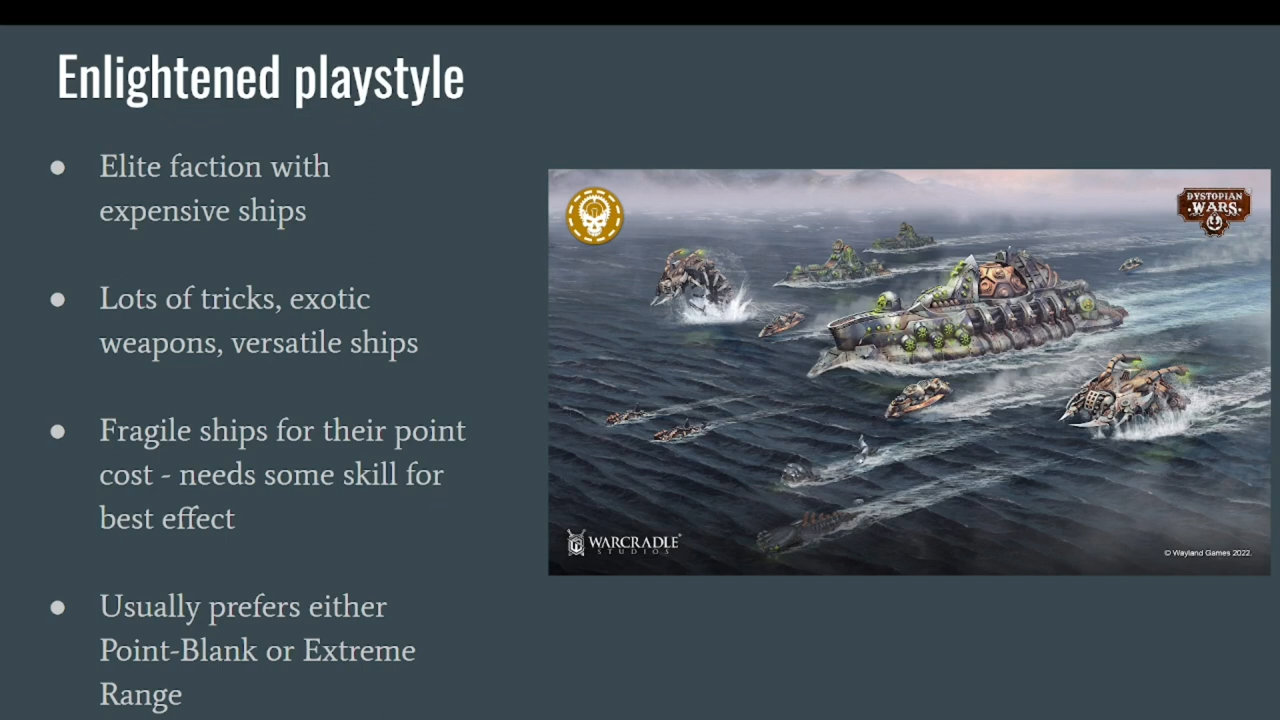 Enlightened playstyle
● Elite faction with
expensive ships
● Lots of tricks, exotic
weapons, versatile ships
● Fragile ships for their point
cost - needs some skill for
best effect
● Usually prefers either
Point-Blank or Extreme
Range
DYSTOPIAN
WARS
WARCRADLE
STUDIOS
© Wayland Games 2022.